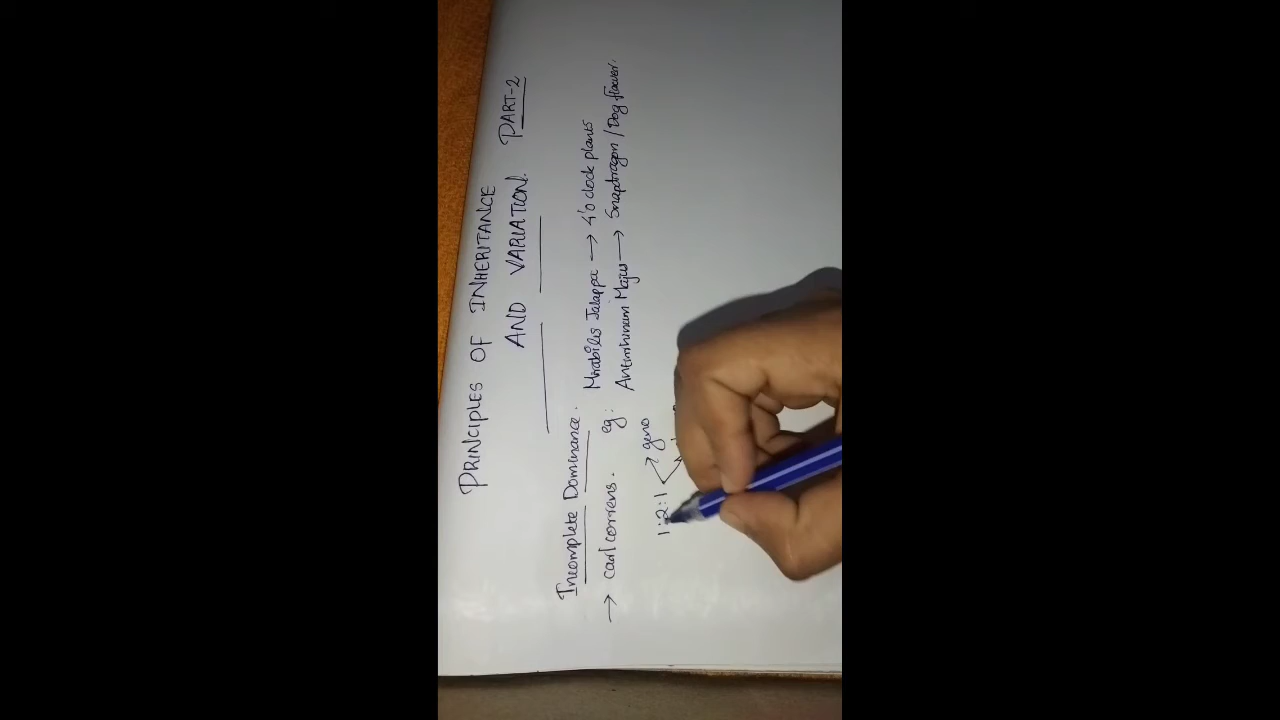 PRINCIPLES OF INHERITANCE
AND VARIATION. PART-2
Incomplete Dominance.
→ Carl correns. eg: Mirabilis Jalappa → 4'o clock plants
Antirrhinum Majus → Snapdragon / Dog flower.
1:2:1 → geno